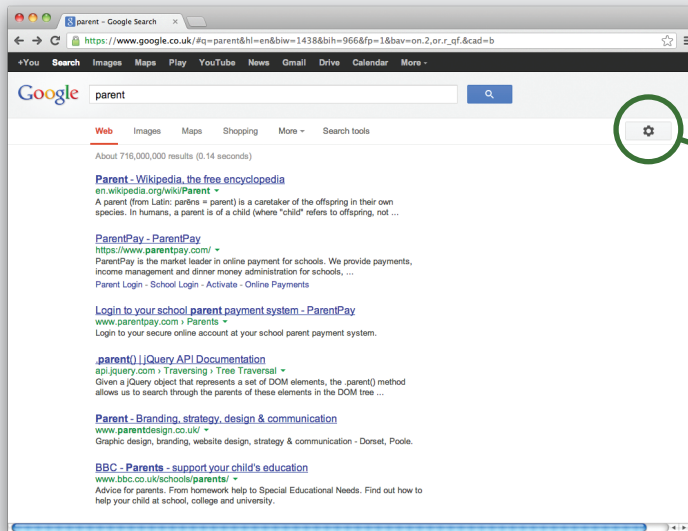 parent - Google Search
https://www.google.co.uk/#q=parent&hl=en&biw=1438&bih=966&fp=1&bav=on.2,or.r_qf.&cad=b
+You Search Images Maps Play YouTube News Gmail Drive Calendar More
Google parent
Web Images Maps Shopping More Search tools
About 716,000,000 results (0.14 seconds)
Parent - Wikipedia, the free encyclopedia
en.wikipedia.org/wiki/Parent
A parent (from Latin: parēns = parent) is a caretaker of the offspring in their own
species. In humans, a parent is of a child (where "child" refers to offspring, not ...
ParentPay - ParentPay
https://www.parentpay.com/
ParentPay is the market leader in online payment for schools. We provide payments,
income management and dinner money administration for schools, ...
Parent Login - School Login - Activate - Online Payments
Login to your school parent payment system - ParentPay
www.parentpay.com › Parents
Login to your secure online account at your school parent payment system.
.parent() | jQuery API Documentation
api.jquery.com › Traversing › Tree Traversal
Given a jQuery object that represents a set of DOM elements, the .parent() method
allows us to search through the parents of these elements in the DOM tree ...
Parent - Branding, strategy, design & communication
www.parentdesign.co.uk/
Graphic design, branding, website design, strategy & communication - Dorset, Poole.
BBC - Parents - support your child's education
www.bbc.co.uk/schools/parents/
Advice for parents. From homework help to Special Educational Needs. Find out how to
help your child at school, college and university.